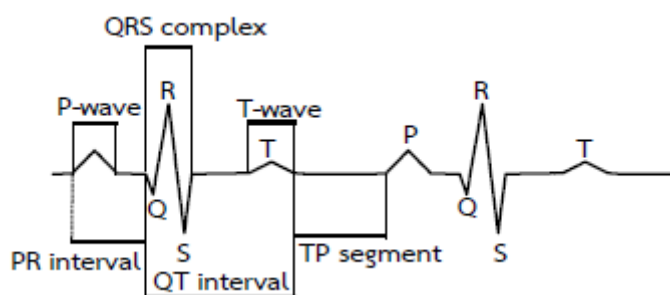 QRS complex
R
R
P-wave
T-wave
T
P
T
Q
Q
S
S
PR interval
TP segment
QT interval